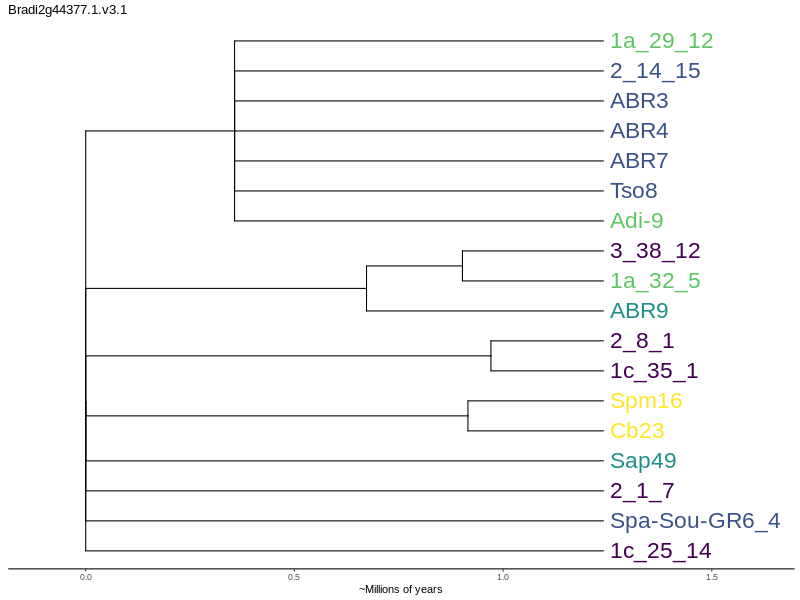 Bradi2g44377.1.v3.1
1a_29_12
2_14_15
ABR3
ABR4
ABR7
Tso8
Adi-9
3_38_12
1a_32_5
ABR9
2_8_1
1c_35_1
Spm16
Cb23
Sap49
2_1_7
Spa-Sou-GR6_4
1c_25_14
0.0 0.5 1.0 1.5
~Millions of years